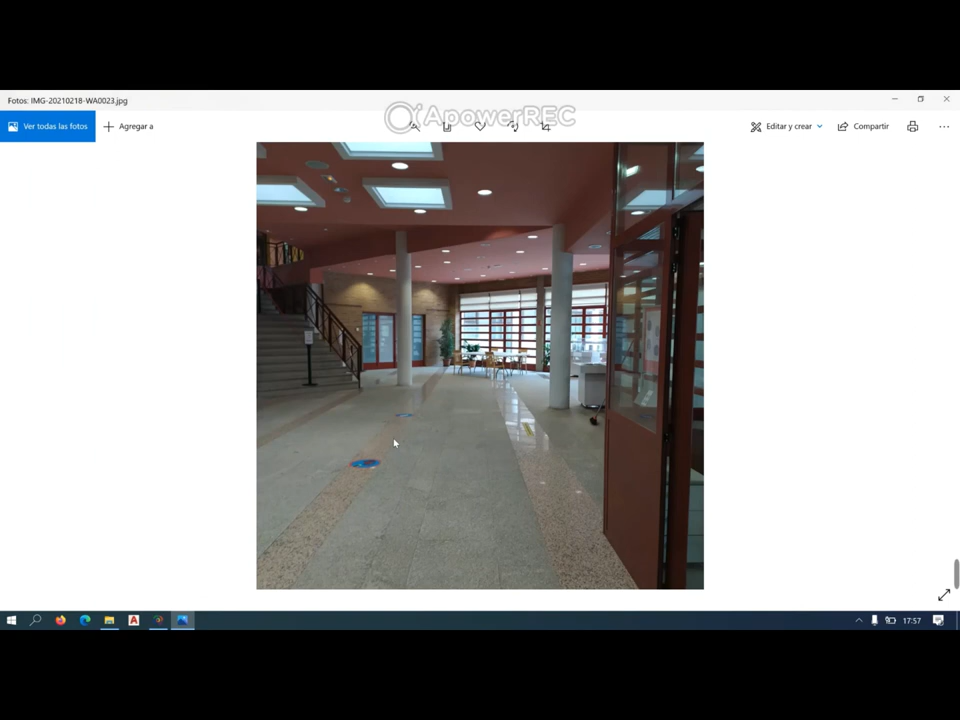 Fotos: IMG-20210218-WA0023.jpg
ApowerREC
Ver todas las fotos
Agregar a
Editar y crear
Compartir
17:57